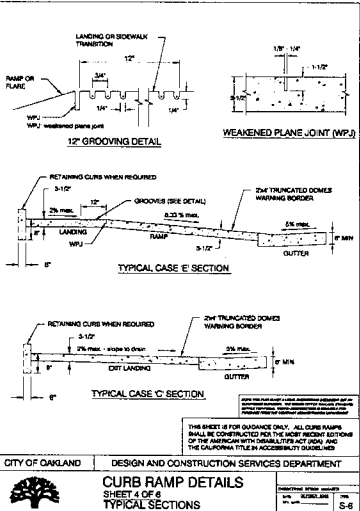 LANDING OR SIDEWALK
TRANSITION
12"
3/4"
RAMP OR
FLARE
1/4"
1/4"
WPJ
WPJ: weakened plane joint
12" GROOVING DETAIL
1/8" - 1/4"
1-1/2"
3-1/2"
WEAKENED PLANE JOINT (WPJ)
RETAINING CURB WHEN REQUIRED
3-1/2"
2% max.
12"
GROOVES (SEE DETAIL)
8.33 % max.
2'x4' TRUNCATED DOMES
WARNING BORDER
5% max.
LANDING
WPJ
RAMP
3-1/2"
GUTTER
6" MIN
6"
6"
TYPICAL CASE 'E' SECTION
RETAINING CURB WHEN REQUIRED
3-1/2"
2% max. - slope to drain
2'x4' TRUNCATED DOMES
WARNING BORDER
5% max.
EXIT LANDING
GUTTER
6" MIN
6"
6"
TYPICAL CASE 'C' SECTION
THIS SHEET IS FOR GUIDANCE ONLY. ALL CURB RAMPS
SHALL BE CONSTRUCTED PER THE MOST RECENT EDITIONS
OF THE AMERICAN WITH DISABILITIES ACT (ADA) AND
THE CALIFORNIA TITLE 24 ACCESSIBILITY GUIDELINES
CITY OF OAKLAND
DESIGN AND CONSTRUCTION SERVICES DEPARTMENT
CURB RAMP DETAILS
SHEET 4 OF 6
TYPICAL SECTIONS
S-6